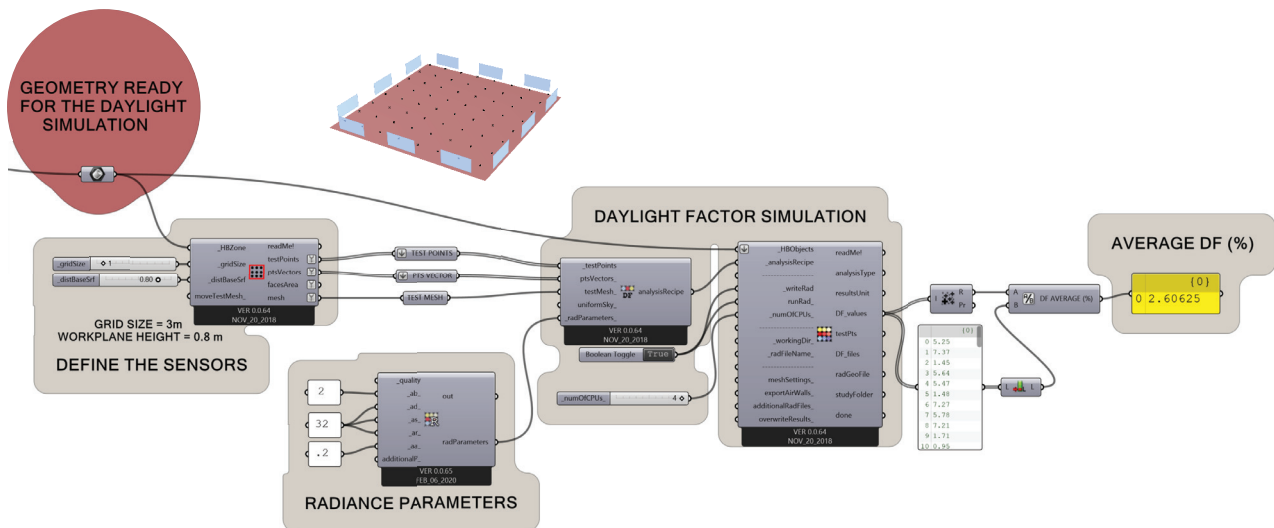 GEOMETRY READY
FOR THE DAYLIGHT
SIMULATION
_gridSize
1
_distBaseSrf
0.80
_HBZone
_gridSize
_distBaseSrf
moveTestMesh_
readMe!
testPoints
ptsVectors
facesArea
mesh
VER 0.0.64
NOV_20_2018
GRID SIZE = 3m
WORKPLANE HEIGHT = 0.8 m
DEFINE THE SENSORS
TEST POINTS
PTS VECTOR
TEST MESH
2
32
.2
_quality
_ab_
_ad_
_as_
_ar_
_aa_
additionalP_
out
radParameters
VER 0.0.65
FEB_06_2020
RADIANCE PARAMETERS
DAYLIGHT FACTOR SIMULATION
_testPoints
ptsVectors_
testMesh_
uniformSky_
_radParameters_
DF
analysisRecipe
VER 0.0.64
NOV_20_2018
Boolean Toggle
True
_numOfCPUs_
4
_HBObjects
_analysisRecipe
_writeRad
runRad_
_numOfCPUs_
_workingDir_
_radFileName_
meshSettings_
exportAirWalls_
additionalRadFiles_
overwriteResults_
readMe!
analysisType
resultsUnit
DF_values
testPts
DF_files
radGeoFile
studyFolder
done
VER 0.0.64
NOV_20_2018
I
R
Pr
{0}
0 5.25
1 7.37
2 1.45
3 5.64
4 5.47
5 1.48
6 7.27
7 5.78
8 7.21
9 1.71
10 0.95
L
L
A
B
DF AVERAGE (%)
AVERAGE DF (%)
{0}
0 2.60625